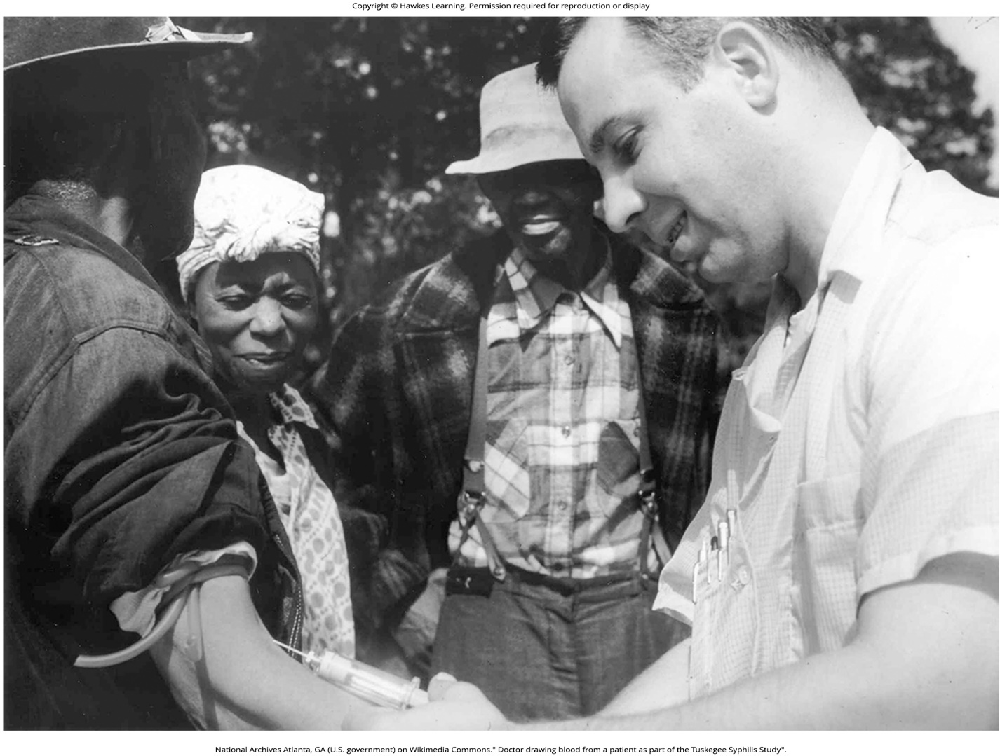 Copyright © Hawkes Learning. Permission required for reproduction or display
National Archives Atlanta, GA (U.S. government) on Wikimedia Commons." Doctor drawing blood from a patient as part of the Tuskegee Syphilis Study".